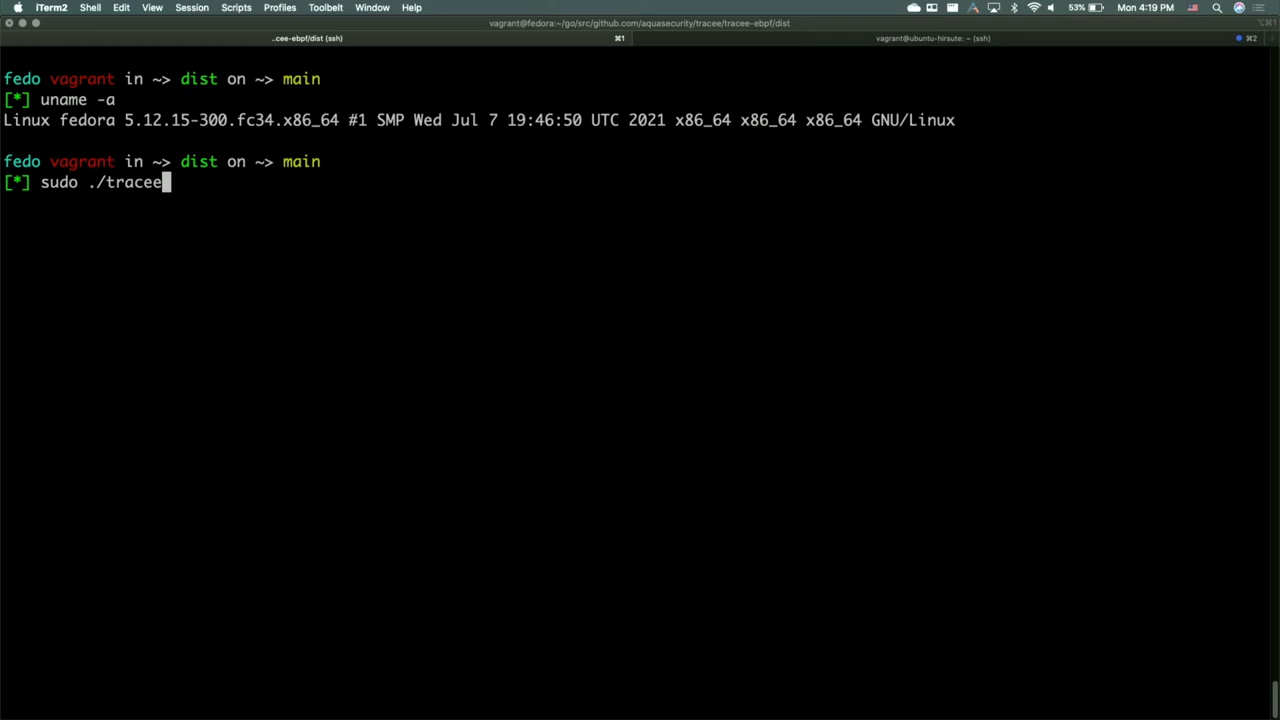 iTerm2 Shell Edit View Session Scripts Profiles Toolbelt Window Help 53% Mon 4:19 PM
vagrant@fedora:~/go/src/github.com/aquasecurity/tracee/tracee-ebpf/dist ⌥⌘1
..cee-ebpf/dist (ssh) ⌘1 vagrant@ubuntu-hirsute: ~ (ssh) ⌘2
fedo vagrant in ~> dist on ~> main
[*] uname -a
Linux fedora 5.12.15-300.fc34.x86_64 #1 SMP Wed Jul 7 19:46:50 UTC 2021 x86_64 x86_64 x86_64 GNU/Linux
fedo vagrant in ~> dist on ~> main
[*] sudo ./tracee